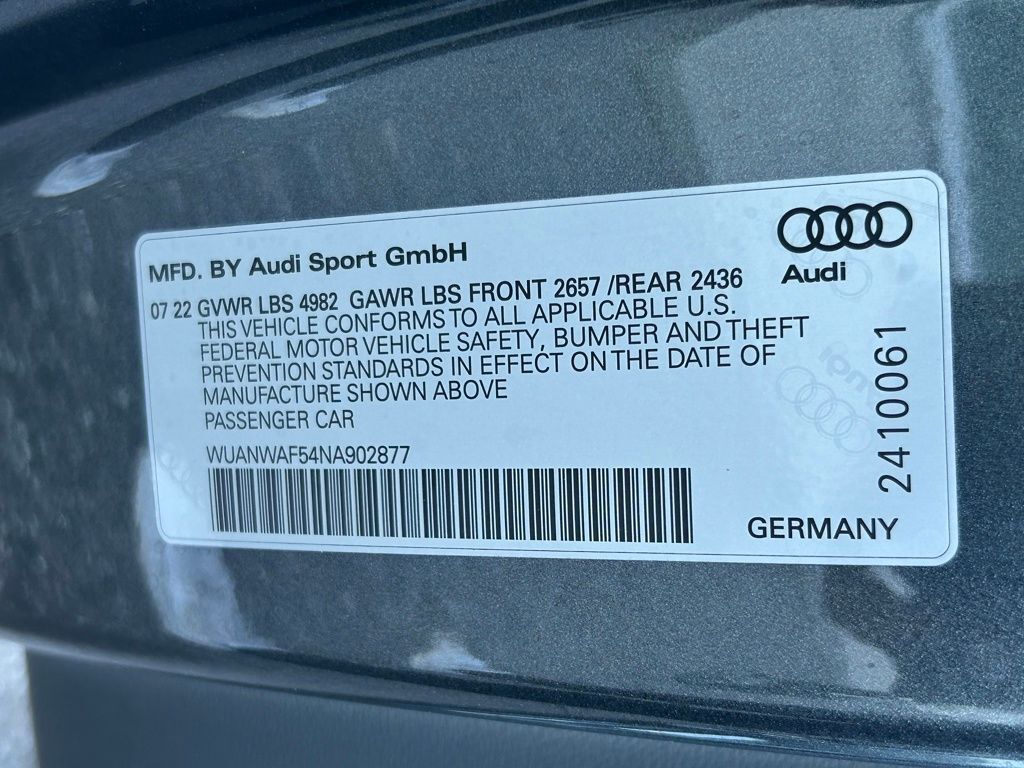 MFD. BY Audi Sport GmbH
Audi
07 22 GVWR LBS 4982 GAWR LBS FRONT 2657 /REAR 2436
THIS VEHICLE CONFORMS TO ALL APPLICABLE U.S.
FEDERAL MOTOR VEHICLE SAFETY, BUMPER AND THEFT
PREVENTION STANDARDS IN EFFECT ON THE DATE OF
MANUFACTURE SHOWN ABOVE
PASSENGER CAR
WUANWAF54NA902877
2410061
GERMANY